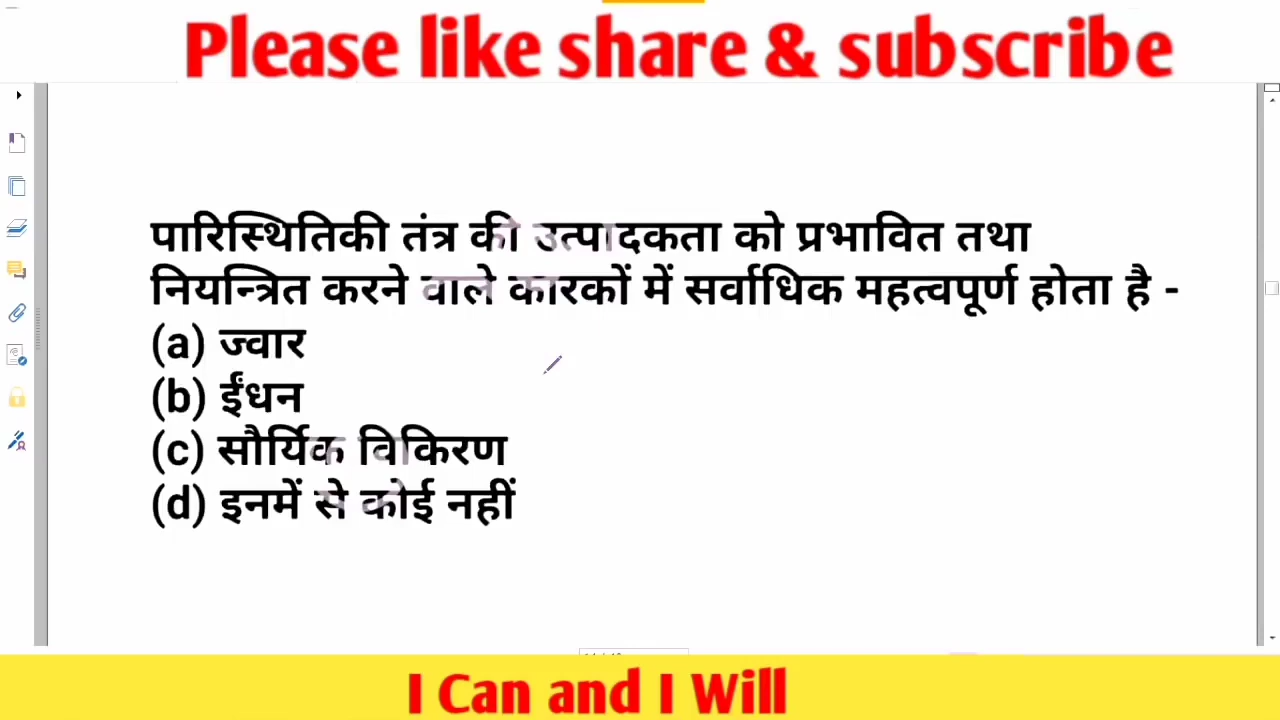 Please like share & subscribe
पारिस्थितिकी तंत्र की उत्पादकता को प्रभावित तथा
नियन्त्रित करने वाले कारकों में सर्वाधिक महत्वपूर्ण होता है -
(a) ज्वार
(b) ईंधन
(c) सौर्यिक विकिरण
(d) इनमें से कोई नहीं
I Can and I Will